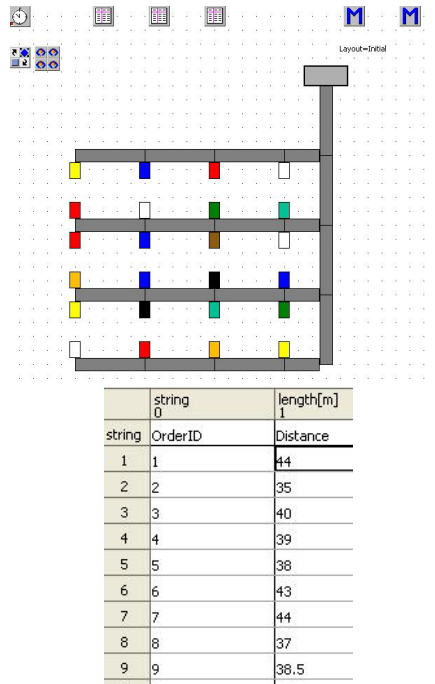 M M
Layout=Initial
string 0 length[m] 1
string OrderID Distance
1 1 44
2 2 35
3 3 40
4 4 39
5 5 38
6 6 43
7 7 44
8 8 37
9 9 38.5